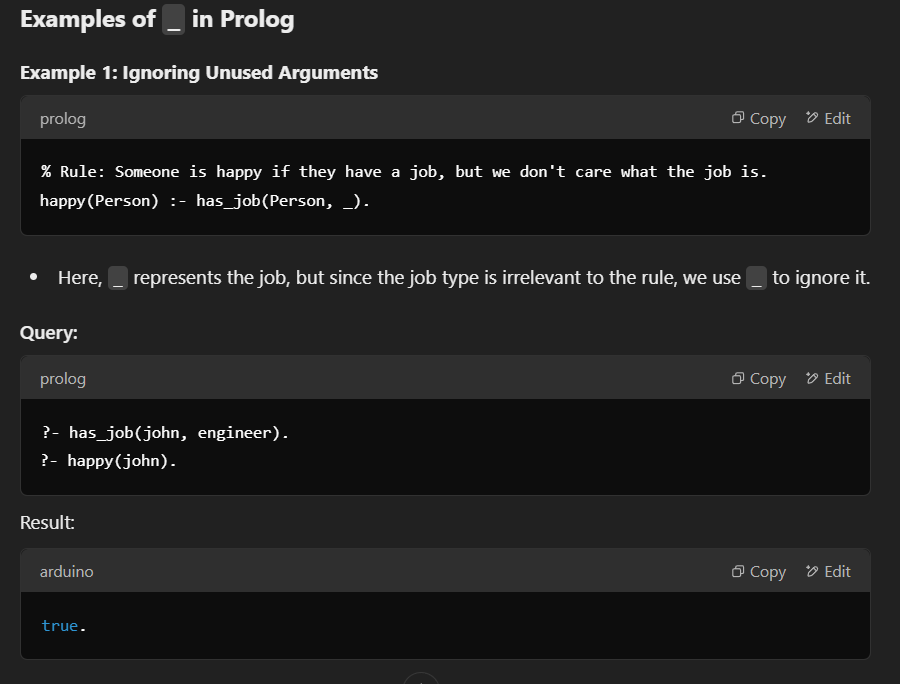 Examples of _ in Prolog
Example 1: Ignoring Unused Arguments
prolog Copy Edit
% Rule: Someone is happy if they have a job, but we don't care what the job is.
happy(Person) :- has_job(Person, _).
• Here, _ represents the job, but since the job type is irrelevant to the rule, we use _ to ignore it.
Query:
prolog Copy Edit
?- has_job(john, engineer).
?- happy(john).
Result:
arduino Copy Edit
true.